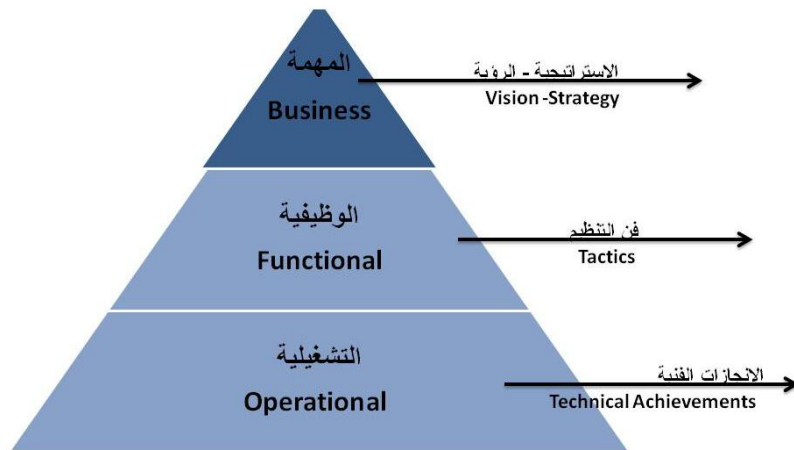 المهمة
Business
الاستراتيجية - الرؤية
Vision -Strategy
الوظيفية
Functional
فن التنظيم
Tactics
التشغيلية
Operational
الانجازات الفنية
Technical Achievements